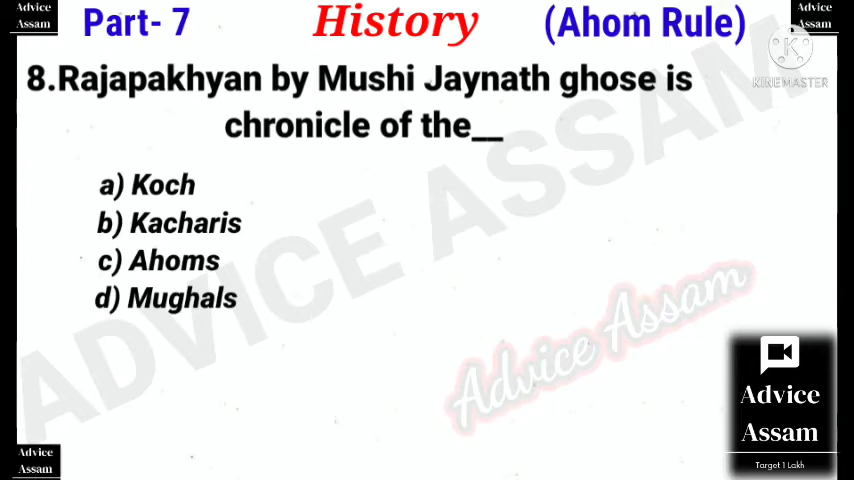 Advice
Assam
Part- 7
History
(Ahom Rule)
Advice
Assam
KINEMASTER
8.Rajapakhyan by Mushi Jaynath ghose is
chronicle of the__
a) Koch
b) Kacharis
c) Ahoms
d) Mughals
ADVICE ASSAM
Advice Assam
Advice
Assam
Target 1 Lakh
Advice
Assam